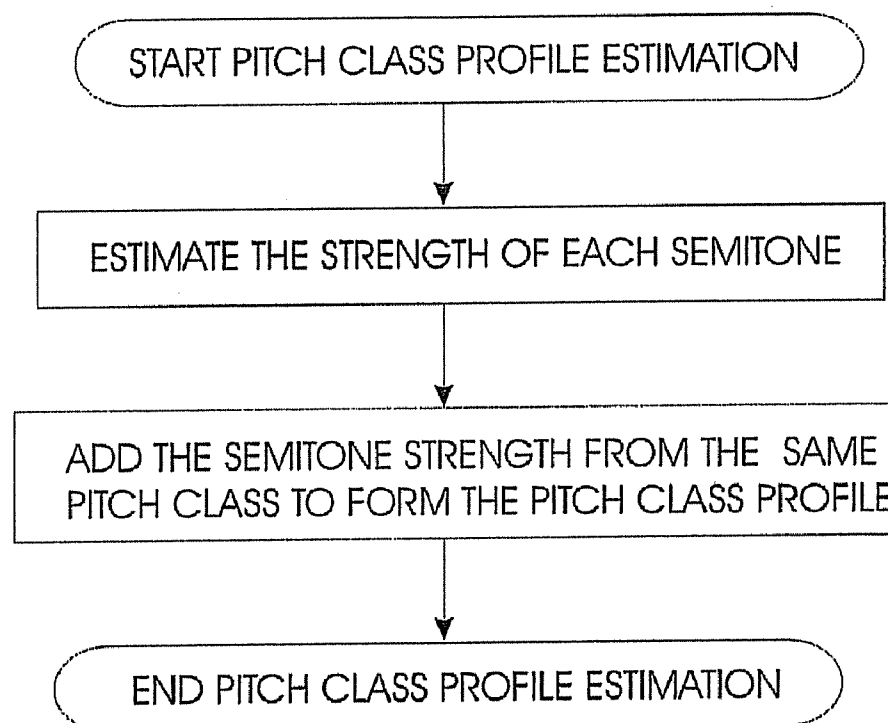 START PITCH CLASS PROFILE ESTIMATION
ESTIMATE THE STRENGTH OF EACH SEMITONE
ADD THE SEMITONE STRENGTH FROM THE SAME
PITCH CLASS TO FORM THE PITCH CLASS PROFILE
END PITCH CLASS PROFILE ESTIMATION